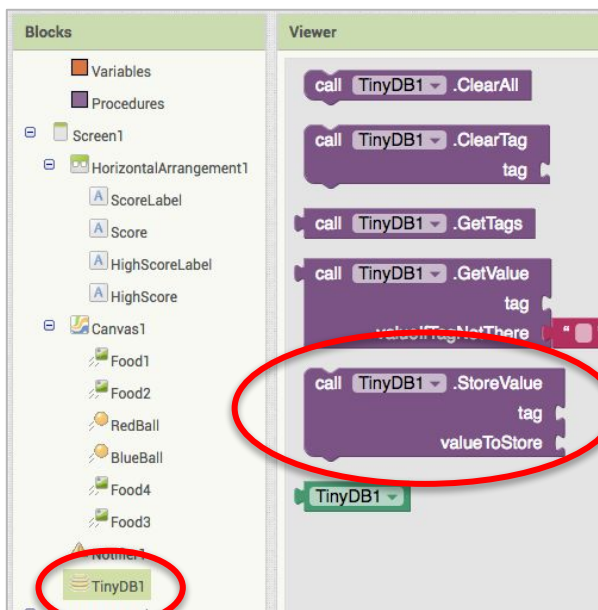 Blocks
Variables
Procedures
Screen1
HorizontalArrangement1
ScoreLabel
Score
HighScoreLabel
HighScore
Canvas1
Food1
Food2
RedBall
BlueBall
Food4
Food3
Notifier1
TinyDB1
Viewer
call TinyDB1 .ClearAll
call TinyDB1 .ClearTag
tag
call TinyDB1 .GetTags
call TinyDB1 .GetValue
tag
valueIfTagNotThere “
call TinyDB1 .StoreValue
tag
valueToStore
TinyDB1